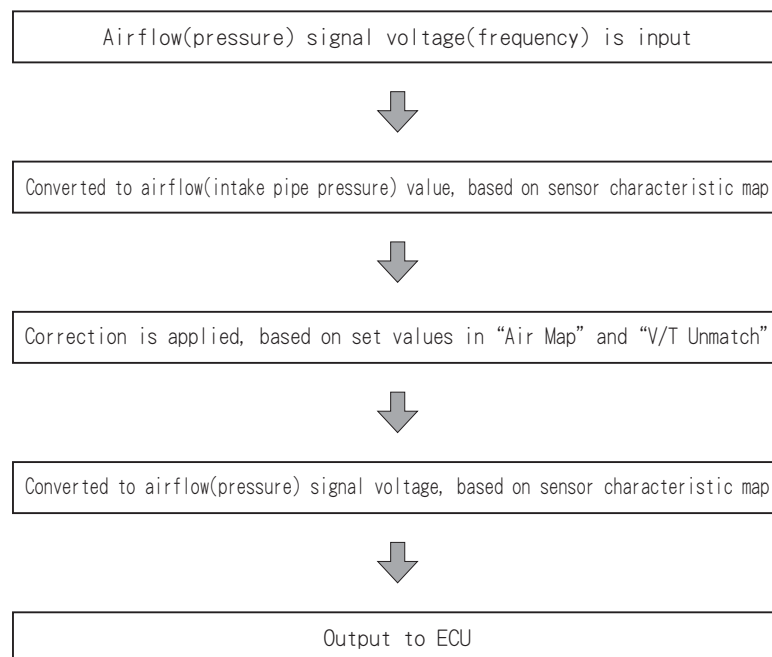 Airflow(pressure) signal voltage(frequency) is input
Converted to airflow(intake pipe pressure) value, based on sensor characteristic map
Correction is applied, based on set values in “Air Map” and “V/T Unmatch”
Converted to airflow(pressure) signal voltage, based on sensor characteristic map
Output to ECU